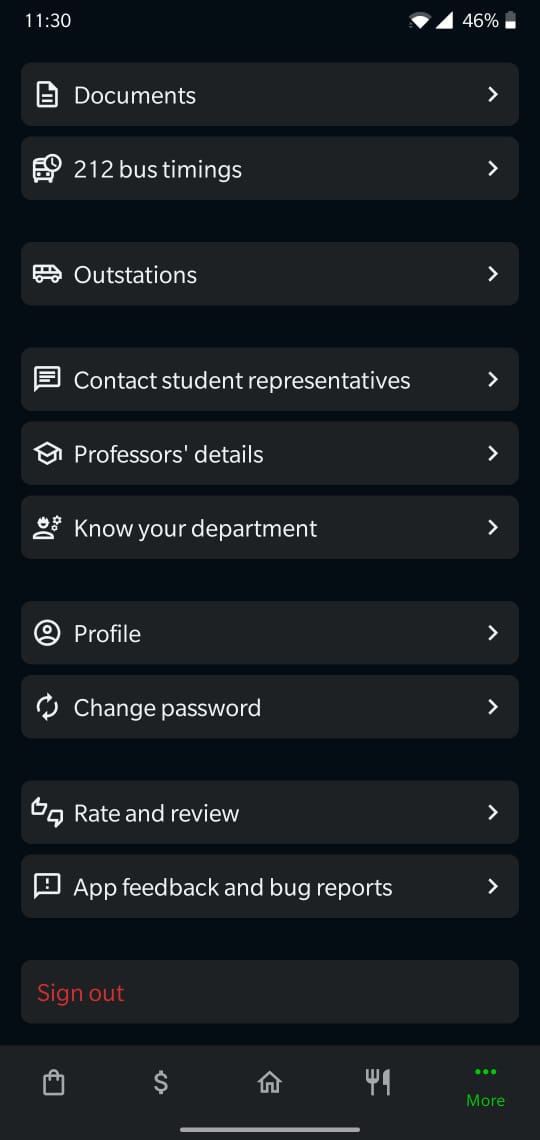 11:30
46%
Documents
212 bus timings
Outstations
Contact student representatives
Professors' details
Know your department
Profile
Change password
Rate and review
App feedback and bug reports
Sign out
More